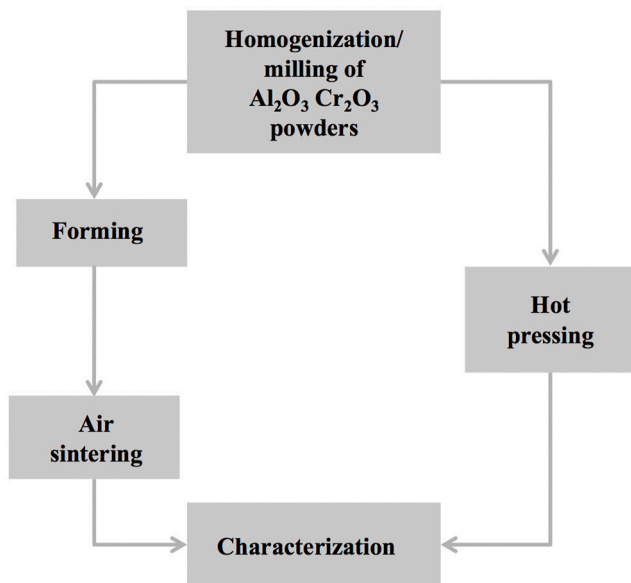 Homogenization/
milling of
Al₂O₃ Cr₂O₃
powders
Forming
Hot
pressing
Air
sintering
Characterization